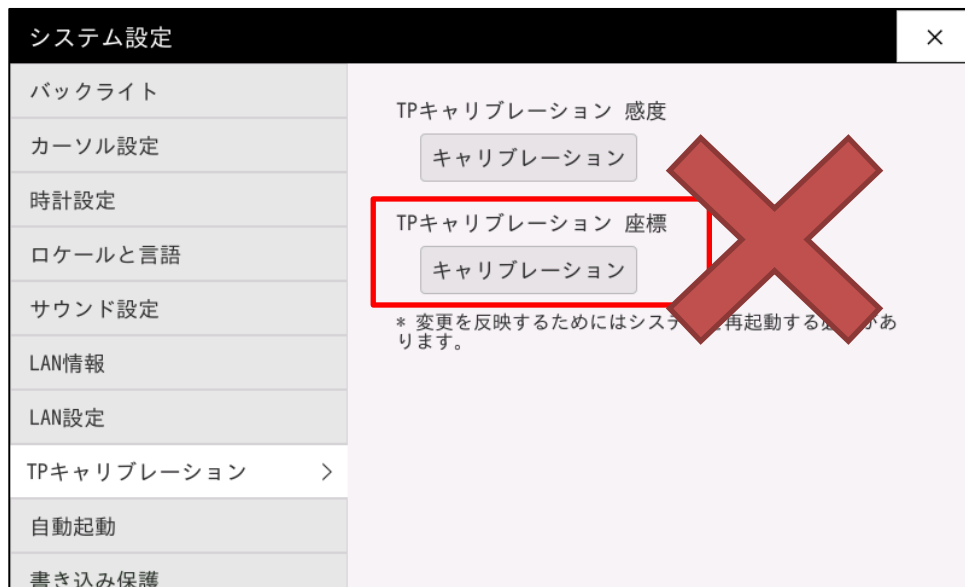 システム設定
×
バックライト
カーソル設定
時計設定
ロケールと言語
サウンド設定
LAN情報
LAN設定
TPキャリブレーション >
自動起動
書き込み保護
TPキャリブレーション 感度
キャリブレーション
TPキャリブレーション 座標
キャリブレーション
* 変更を反映するためにはシス 再起動する あ
ります。